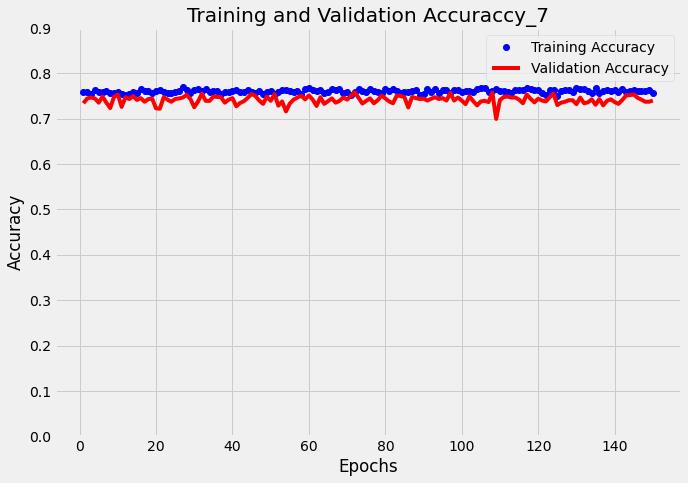 Training and Validation Accuraccy_7
Training Accuracy
Validation Accuracy
0.9
0.8
0.7
0.6
0.5
0.4
0.3
0.2
0.1
0.0
Accuracy
0 20 40 60 80 100 120 140
Epochs